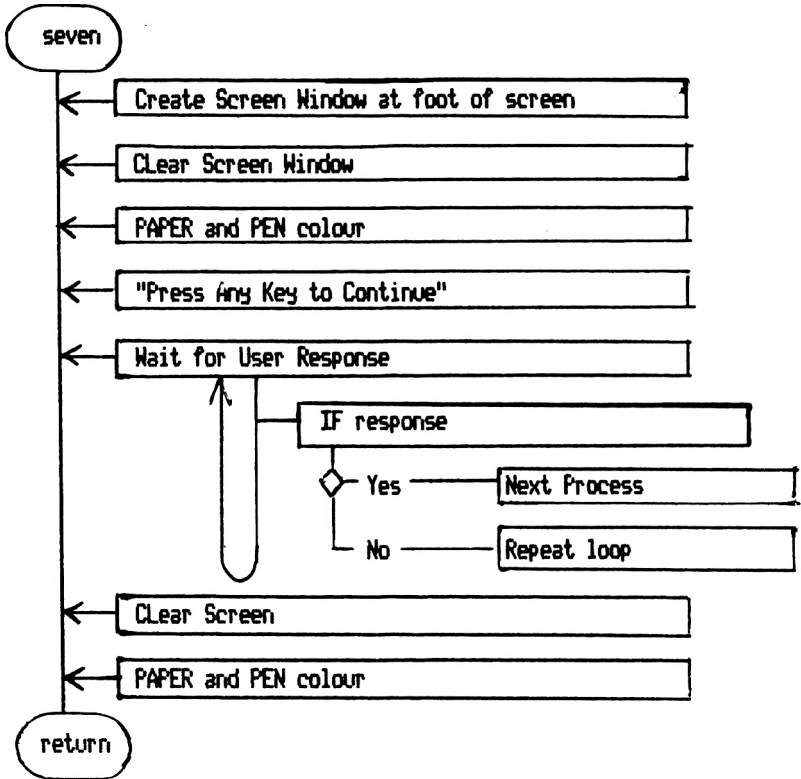 seven
Create Screen Window at foot of screen
CLear Screen Window
PAPER and PEN colour
"Press Any Key to Continue"
Wait for User Response
IF response
Yes
Next Process
No
Repeat loop
CLear Screen
PAPER and PEN colour
return